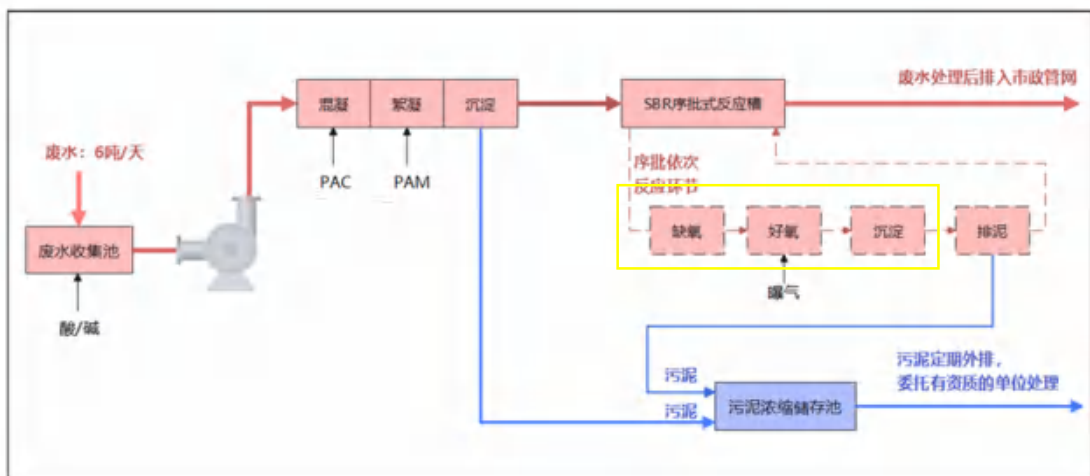 废水处理后排入市政管网
混凝
絮凝
沉淀
SBR序批式反应槽
废水：6吨/天
PAC
PAM
序批依次
反应环节
废水收集池
缺氧
好氧
沉淀
排泥
酸/碱
曝气
污泥定期外排，
委托有资质的单位处理
污泥
污泥
污泥浓缩储存池